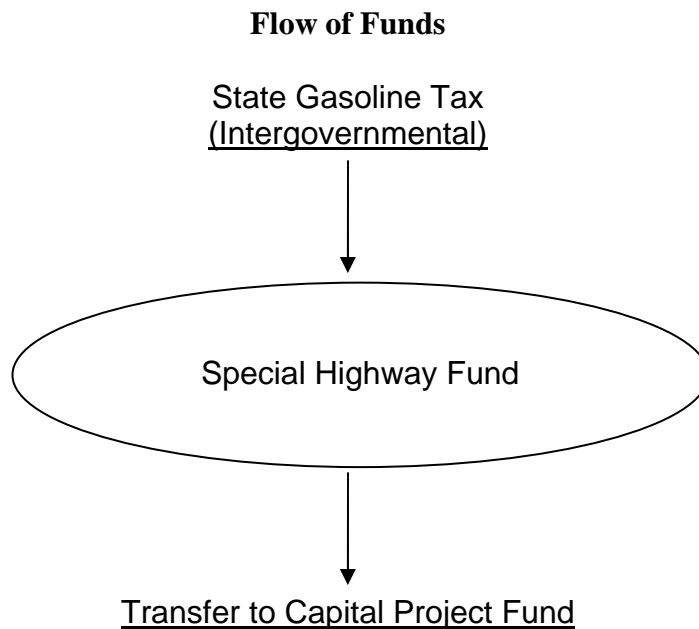 Flow of Funds
State Gasoline Tax
(Intergovernmental)
Special Highway Fund
Transfer to Capital Project Fund